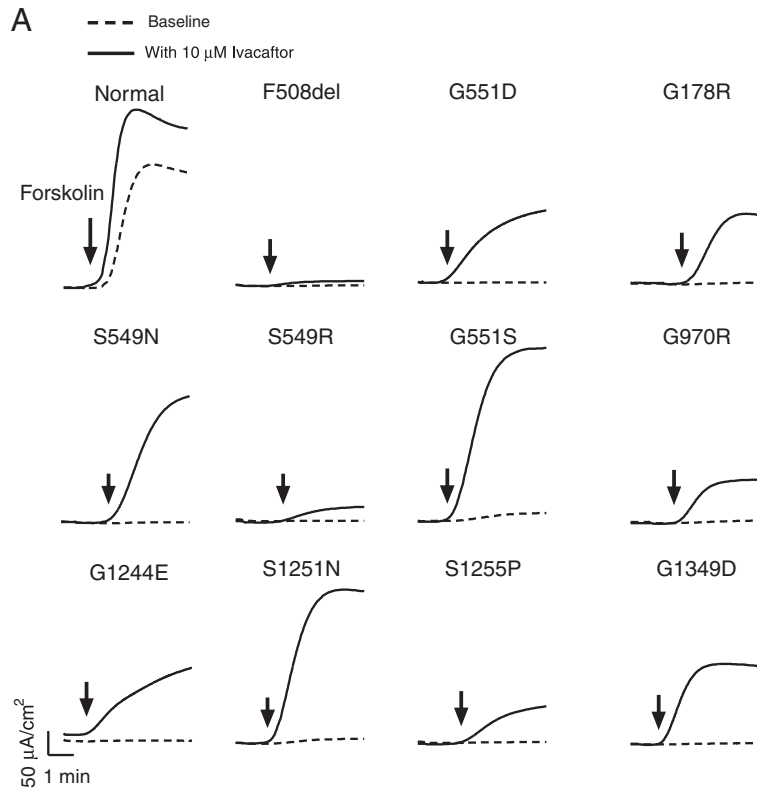 A
Baseline
With 10 μM Ivacaftor
Normal
F508del
G551D
G178R
Forskolin
S549N
S549R
G551S
G970R
G1244E
S1251N
S1255P
G1349D
50 μA/cm²
1 min